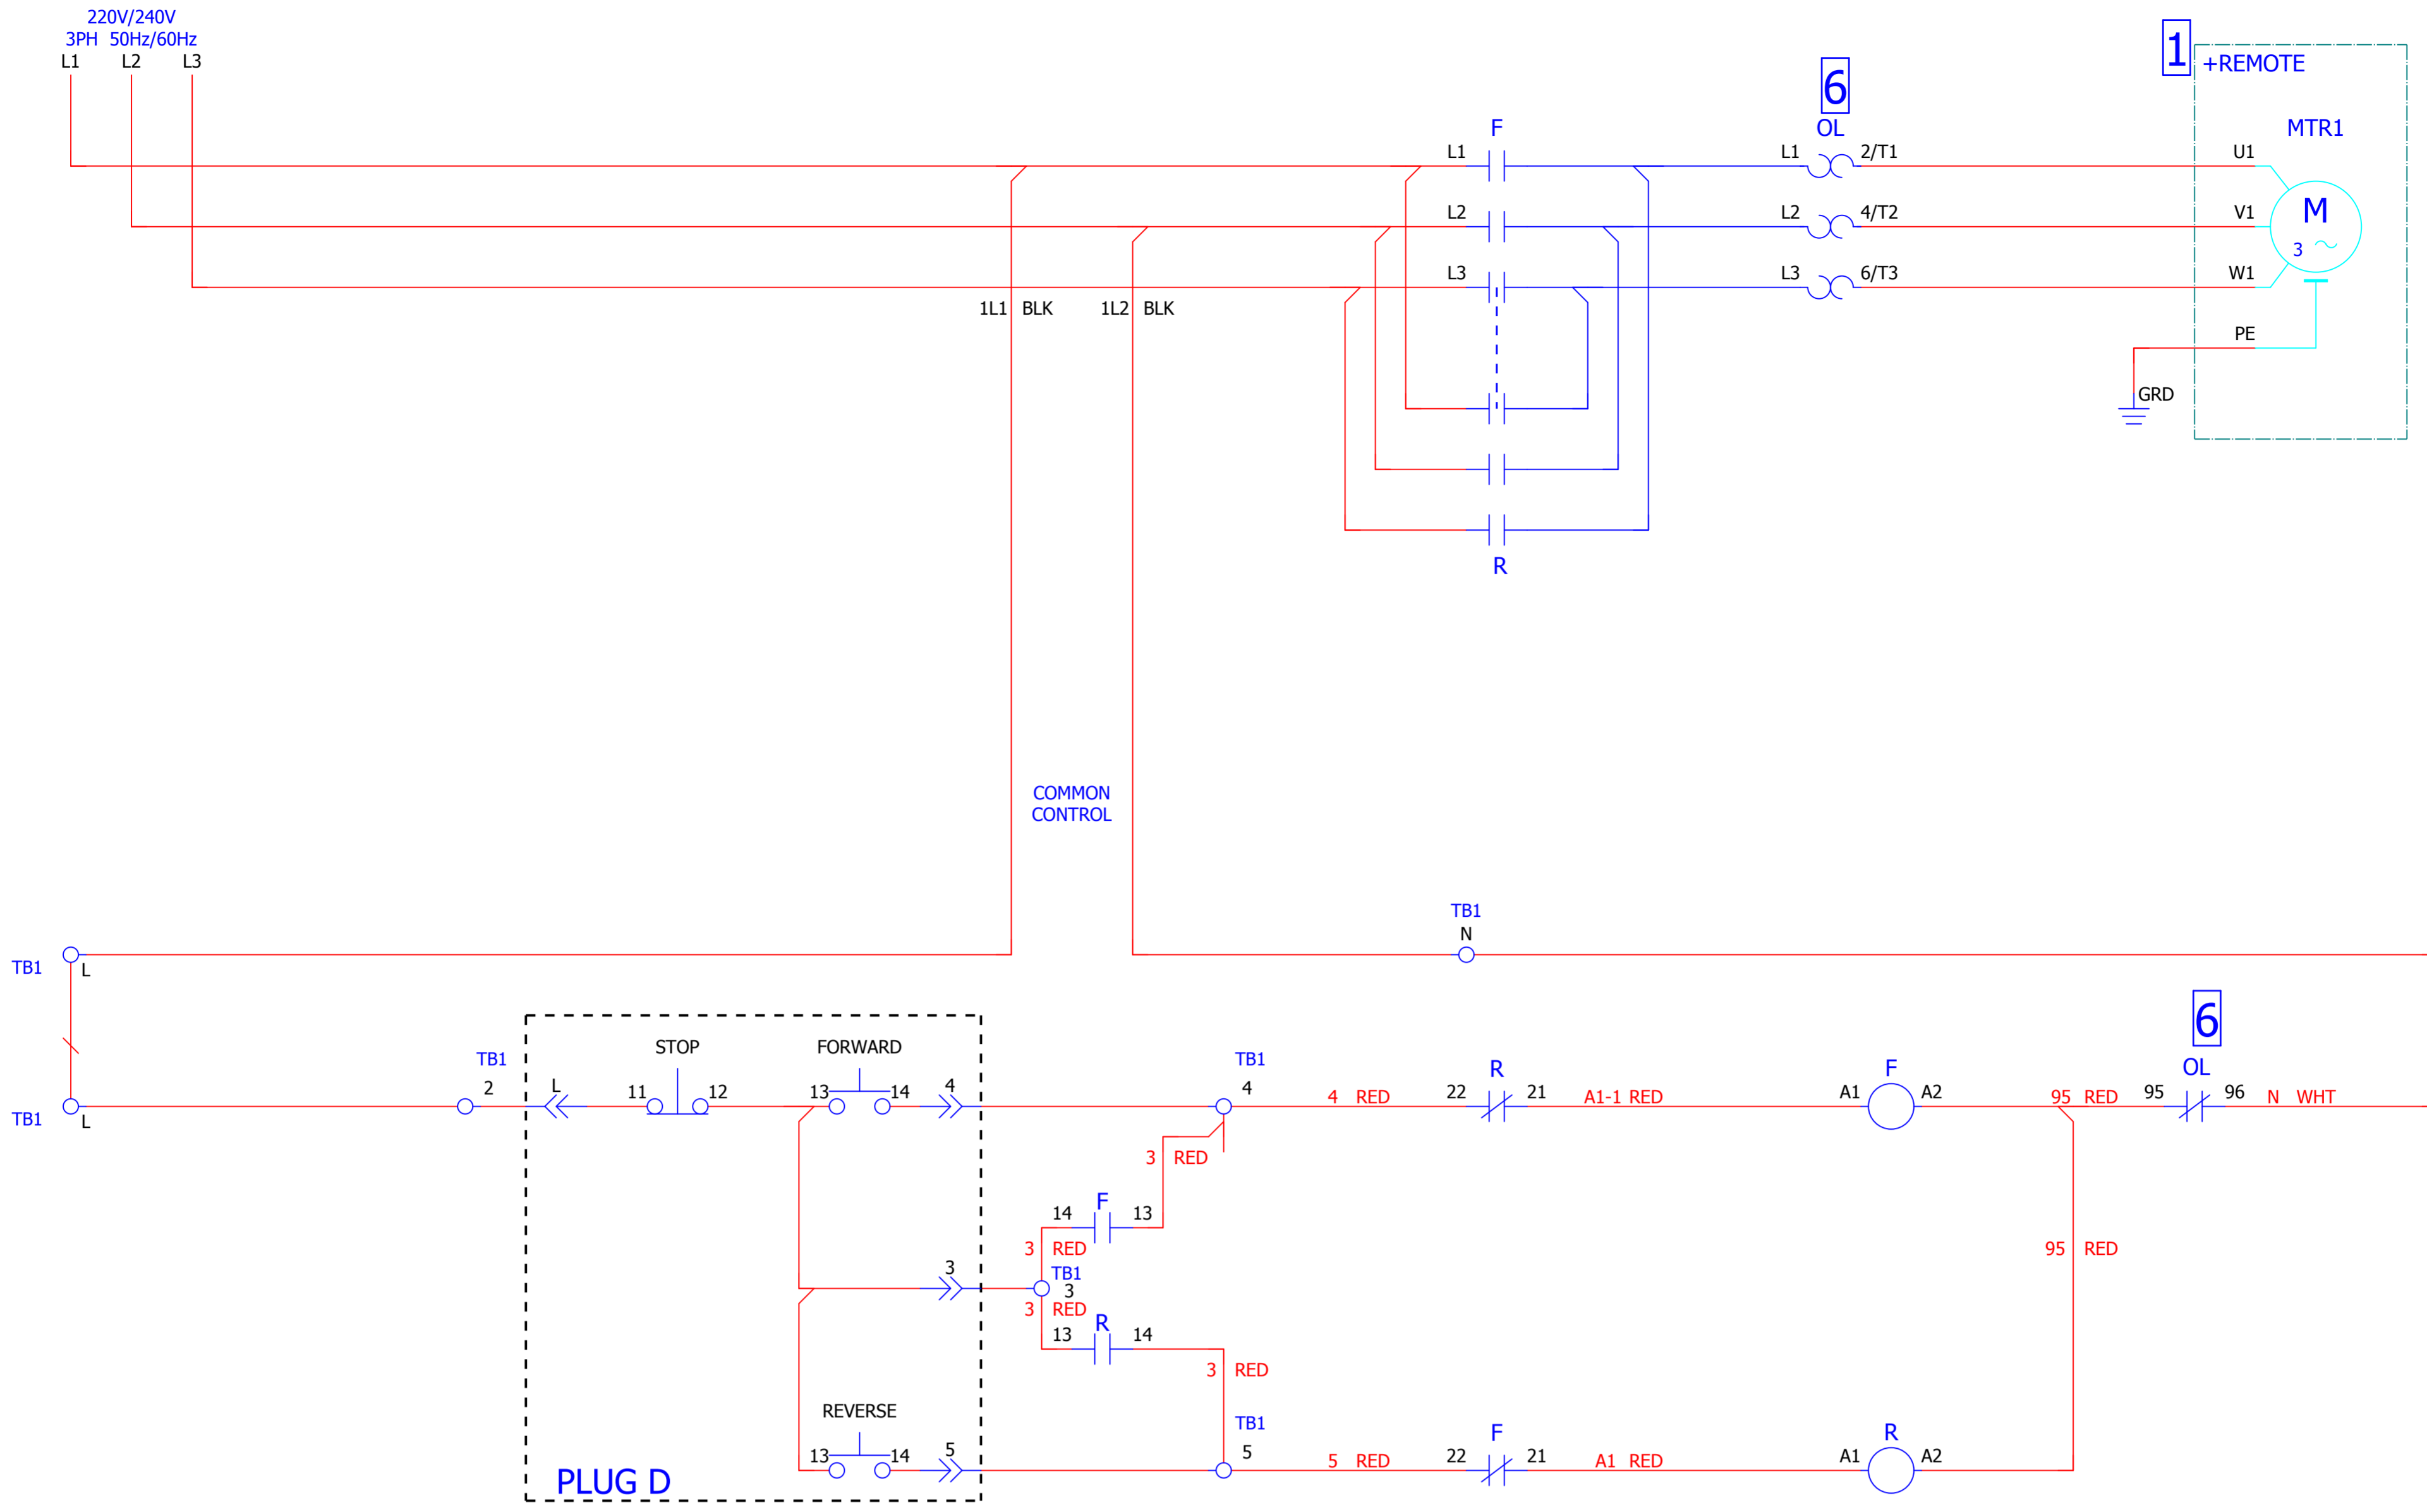 220V/240V
3PH 50Hz/60Hz
L1 L2 L3
1
+REMOTE
6
F
OL
MTR1
L1
L1
2/T1
U1
L2
L2
4/T2
V1
M
3
L3
L3
6/T3
W1
1L1 BLK
1L2 BLK
PE
GRD
R
COMMON
CONTROL
TB1
N
TB1
L
6
STOP
FORWARD
TB1
2
L
11
12
13
14
4
TB1
4
4 RED
R
22
21
A1-1 RED
F
A1
A2
95 RED
OL
95
96
N WHT
TB1
L
3 RED
F
14
13
3 RED
95 RED
3
TB1
3
3 RED
R
13
14
3 RED
REVERSE
TB1
5
13
14
5
5 RED
F
22
21
A1 RED
R
A1
A2
PLUG D